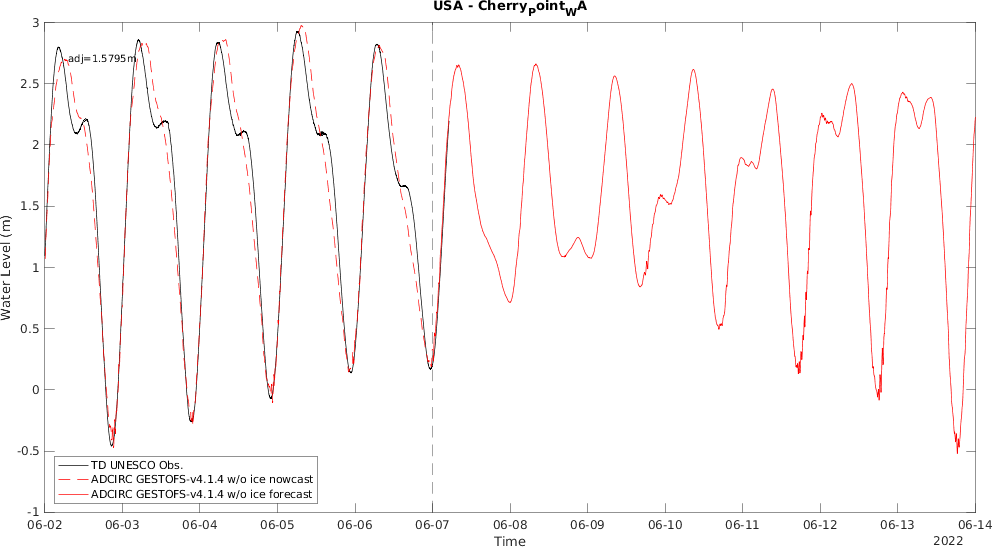 USA - Cherry_Point_WA
adj=1.5795m
3
2.5
2
1.5
1
0.5
0
-0.5
-1
Water Level (m)
TD UNESCO Obs.
ADCIRC GESTOFS-v4.1.4 w/o ice nowcast
ADCIRC GESTOFS-v4.1.4 w/o ice forecast
06-02 06-03 06-04 06-05 06-06 06-07 06-08 06-09 06-10 06-11 06-12 06-13 06-14
Time
2022